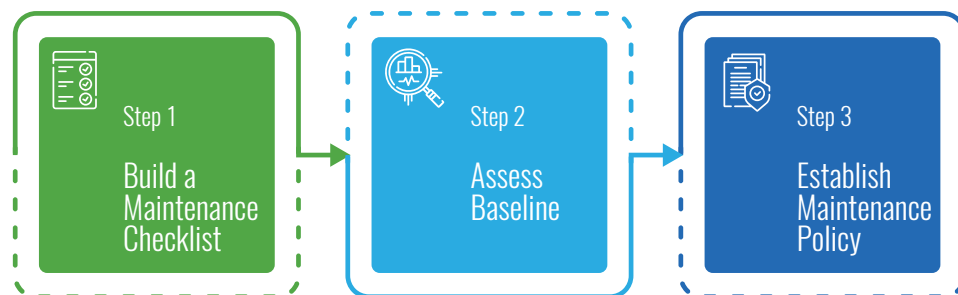 Step 1
Build a
Maintenance
Checklist
Step 2
Assess
Baseline
Step 3
Establish
Maintenance
Policy